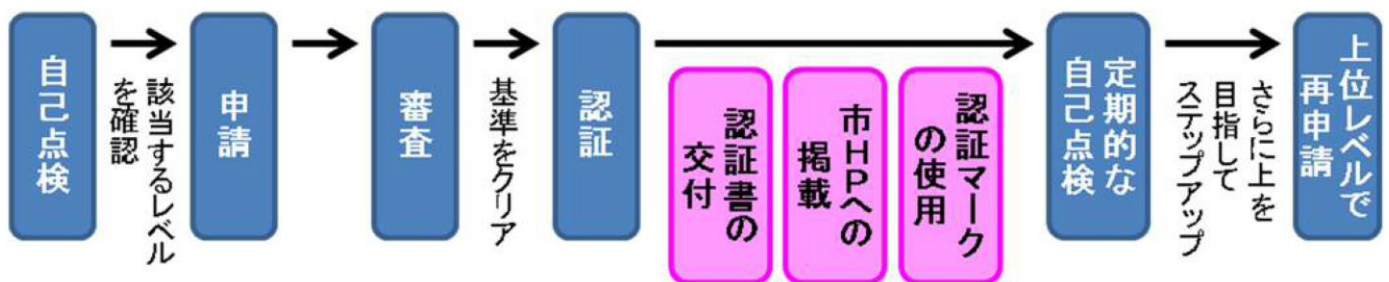 自己点検
該当するレベル
を確認
申請
審査
基準をクリア
認証
認証書の
交付
市HPへの
掲載
認証マーク
の使用
定期的な
自己点検
さらに上を
目指して
ステップアップ
上位レベルで
再申請